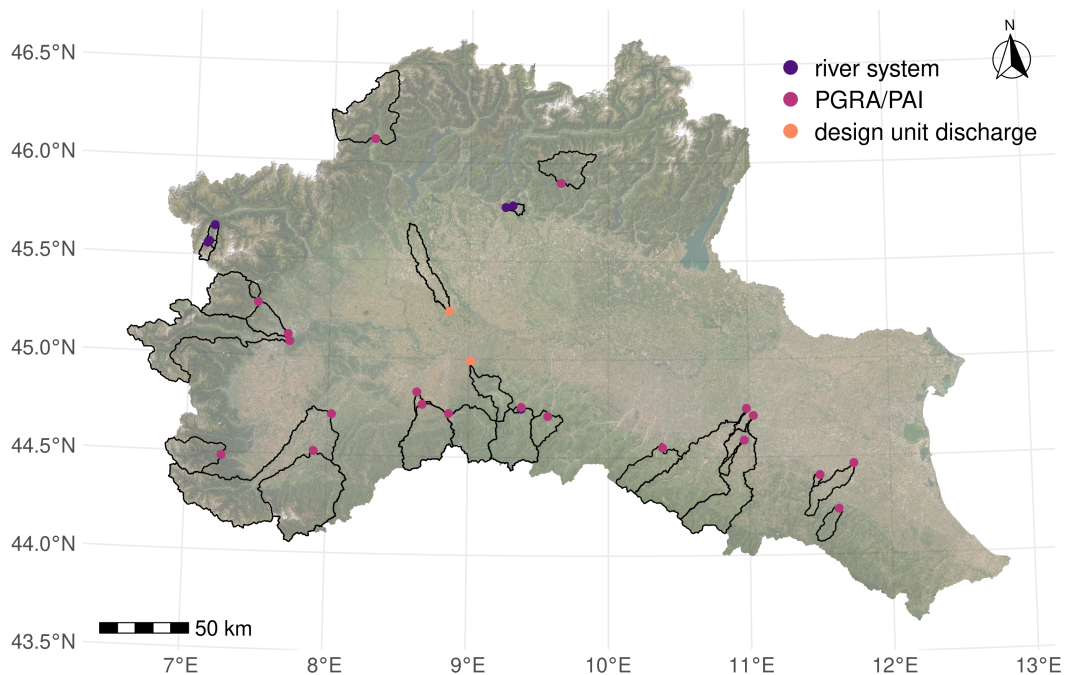 N
river system
PGRA/PAI
design unit discharge
46.5°N
46.0°N
45.5°N
45.0°N
44.5°N
44.0°N
43.5°N
50 km
7°E 8°E 9°E 10°E 11°E 12°E 13°E